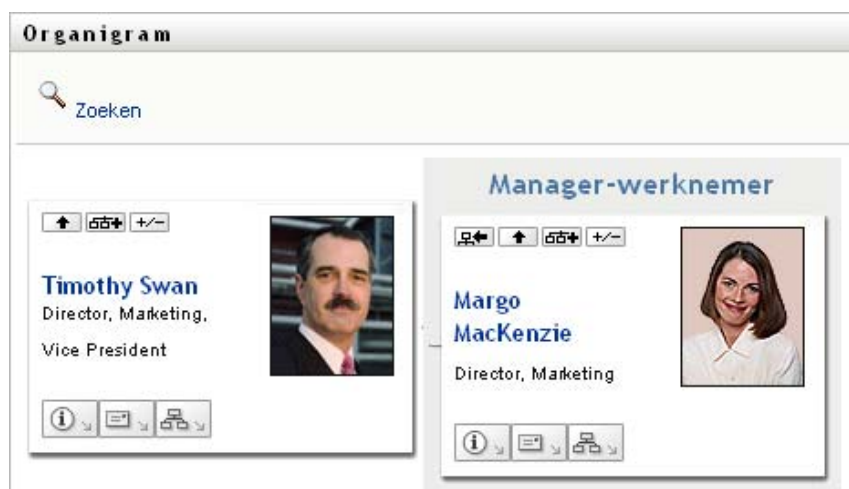 Organigram
Zoeken
Manager-werknemer
+/-
Timothy Swan
Director, Marketing,
Vice President
+/-
Margo
MacKenzie
Director, Marketing